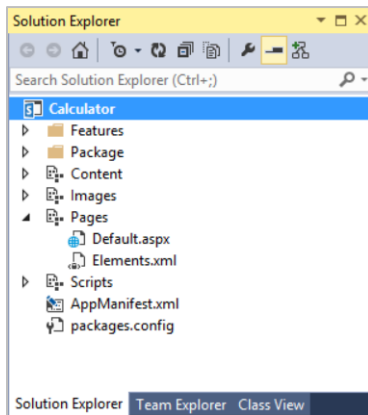 Solution Explorer
Search Solution Explorer (Ctrl+;)
Calculator
Features
Package
Content
Images
Pages
Default.aspx
Elements.xml
Scripts
AppManifest.xml
packages.config
Solution Explorer Team Explorer Class View